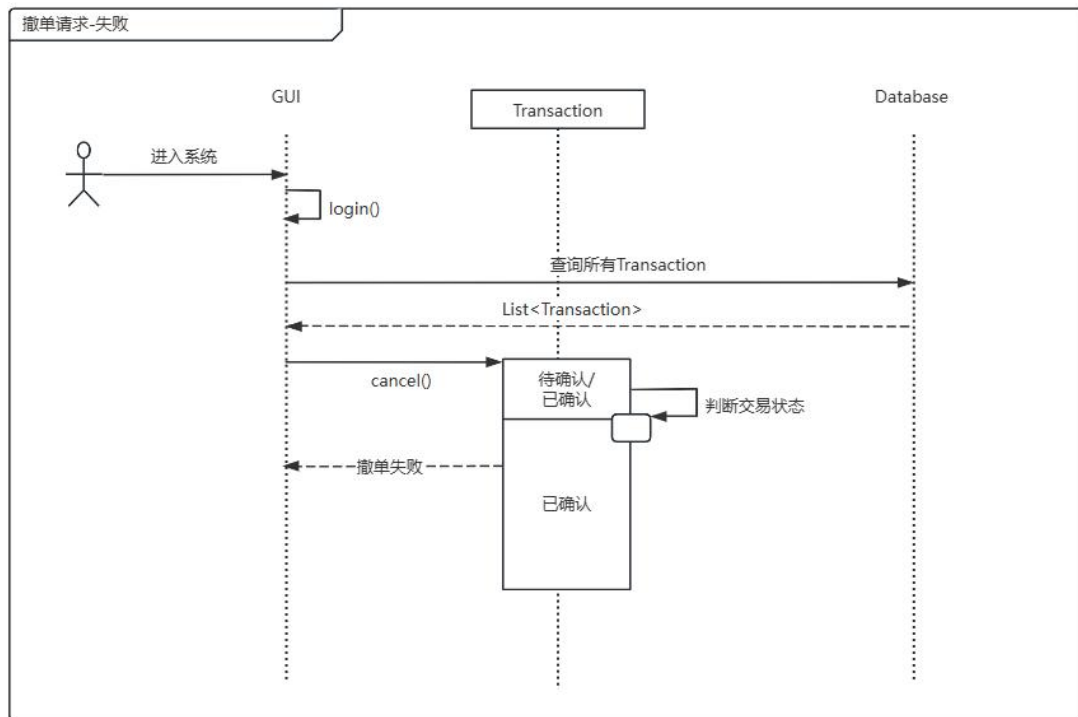 撤单请求-失败
GUI
Transaction
Database
进入系统
login()
查询所有Transaction
List<Transaction>
cancel()
待确认/
已确认
判断交易状态
撤单失败
已确认